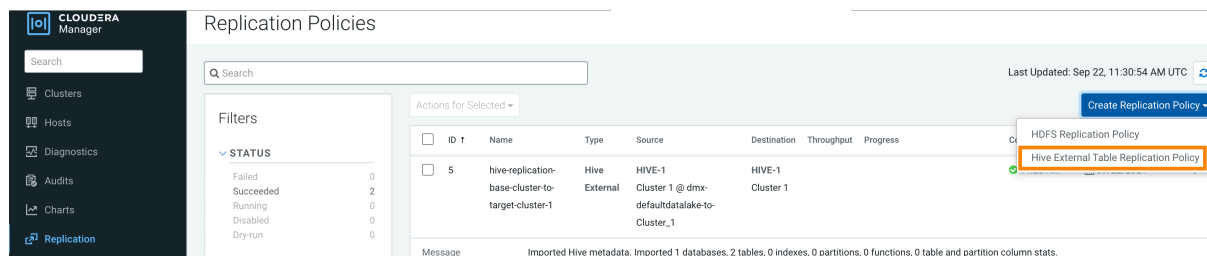 CLOUDERA
Manager
Replication Policies
Search
Search
Last Updated: Sep 22, 11:30:54 AM UTC
Clusters
Hosts
Diagnostics
Audits
Charts
Replication
Filters
STATUS
Failed 0
Succeeded 2
Running 0
Disabled 0
Dry-run 0
Actions for Selected
Create Replication Policy
HDFS Replication Policy
Hive External Table Replication Policy
ID ↑ Name Type Source Destination Throughput Progress
5 hive-replication- Hive HIVE-1 HIVE-1
base-cluster-to- External Cluster 1 @ dmx- Cluster 1
target-cluster-1 defaultdatalake-to-
Cluster_1
Message Imported Hive metadata. Imported 1 databases, 2 tables, 0 indexes, 0 partitions, 0 functions, 0 table and partition column stats.